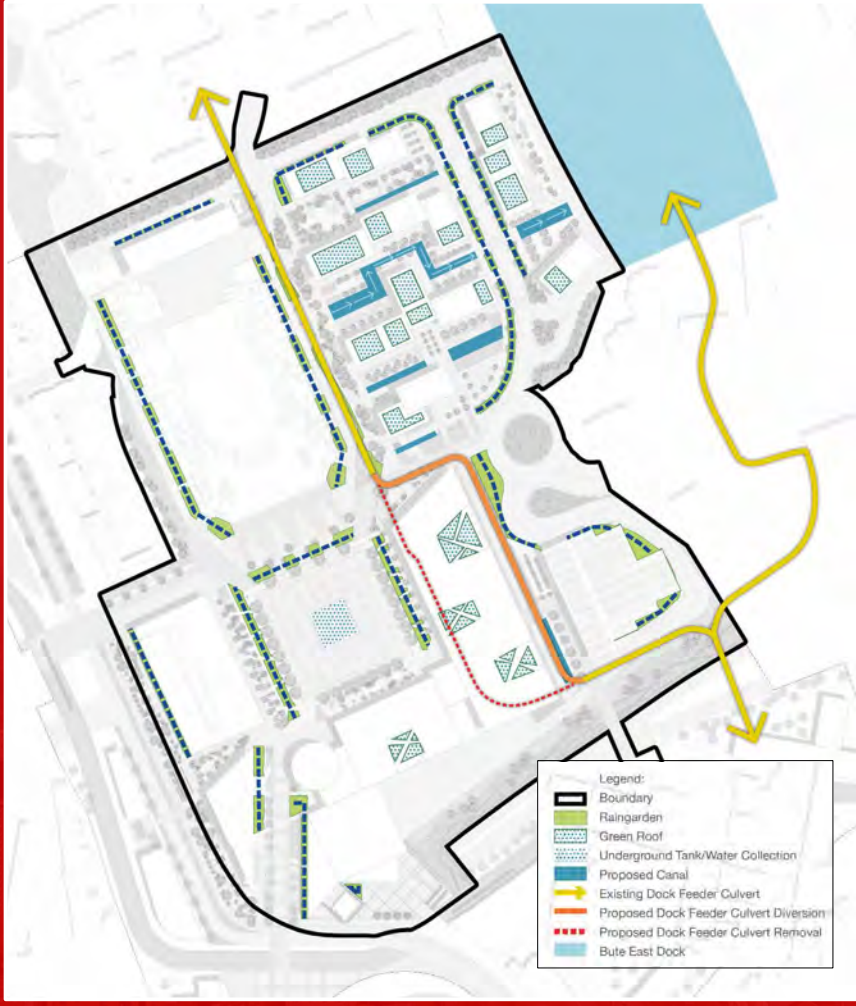 Legend:
Boundary
Raingarden
Green Roof
Underground Tank/Water Collection
Proposed Canal
Existing Dock Feeder Culvert
Proposed Dock Feeder Culvert Diversion
Proposed Dock Feeder Culvert Removal
Bute East Dock